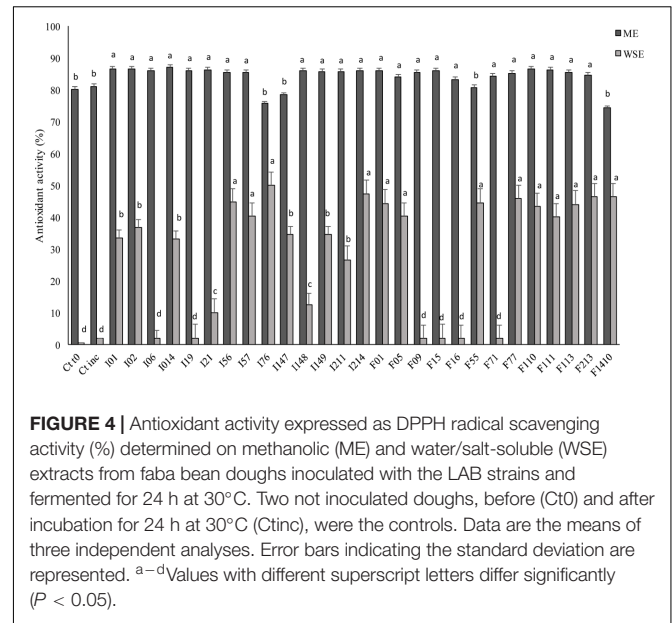 100
90
80
70
60
50
40
30
20
10
0
Antioxidant activity (%)
ME
WSE
b b a a a a a a a a b b a a a a a a a a a b a a a a a a b
d d b b d b d c a a a b c b b a a a d d d a d a a a a a a
Ct t0 Ct inc I01 I02 I06 I014 I19 I21 I56 I57 I76 I147 I148 I149 I211 I214 F01 F05 F09 F15 F16 F55 F71 F77 F110 F111 F113 F213 F1410
FIGURE 4 | Antioxidant activity expressed as DPPH radical scavenging
activity (%) determined on methanolic (ME) and water/salt-soluble (WSE)
extracts from faba bean doughs inoculated with the LAB strains and
fermented for 24 h at 30°C. Two not inoculated doughs, before (Ct0) and after
incubation for 24 h at 30°C (Ctinc), were the controls. Data are the means of
three independent analyses. Error bars indicating the standard deviation are
represented. a−dValues with different superscript letters differ significantly
(P < 0.05).